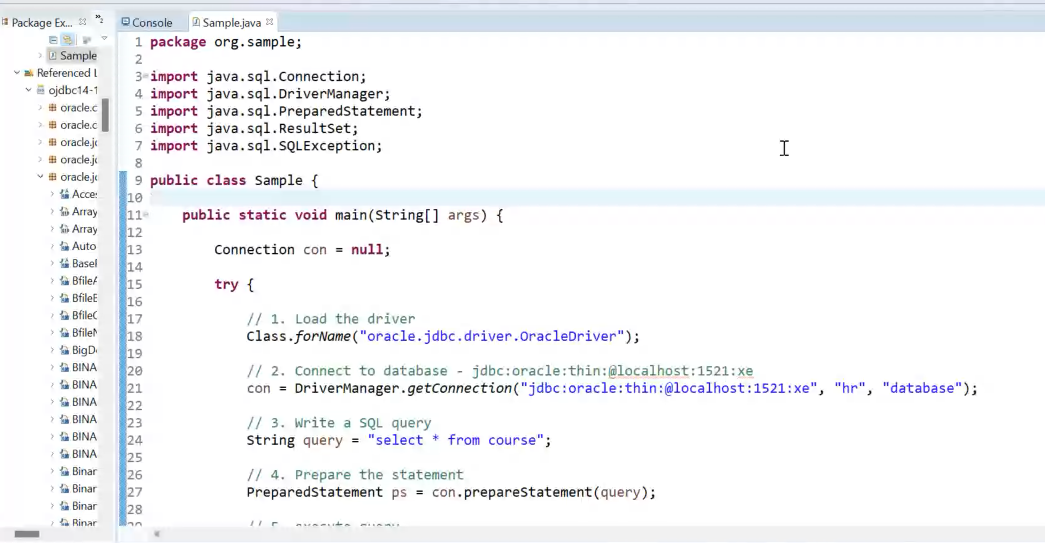 Package Ex...
Console
Sample.java
Sample
Referenced L
ojdbc14-1
oracle.c
oracle.c
oracle.jc
oracle.jc
oracle.jc
Acces
Array
Array
Auto
BaseF
BfileA
BfileE
BfileC
BfileN
BigDe
BINA
BINA
BINA
BINA
BINA
Binar
Binar
Binar
Binar
1 package org.sample;
2
3 import java.sql.Connection;
4 import java.sql.DriverManager;
5 import java.sql.PreparedStatement;
6 import java.sql.ResultSet;
7 import java.sql.SQLException;
8
9 public class Sample {
10
11 public static void main(String[] args) {
12
13 Connection con = null;
14
15 try {
16
17 // 1. Load the driver
18 Class.forName("oracle.jdbc.driver.OracleDriver");
19
20 // 2. Connect to database - jdbc:oracle:thin:@localhost:1521:xe
21 con = DriverManager.getConnection("jdbc:oracle:thin:@localhost:1521:xe", "hr", "database");
22
23 // 3. Write a SQL query
24 String query = "select * from course";
25
26 // 4. Prepare the statement
27 PreparedStatement ps = con.prepareStatement(query);
28
29 // 5. execute query